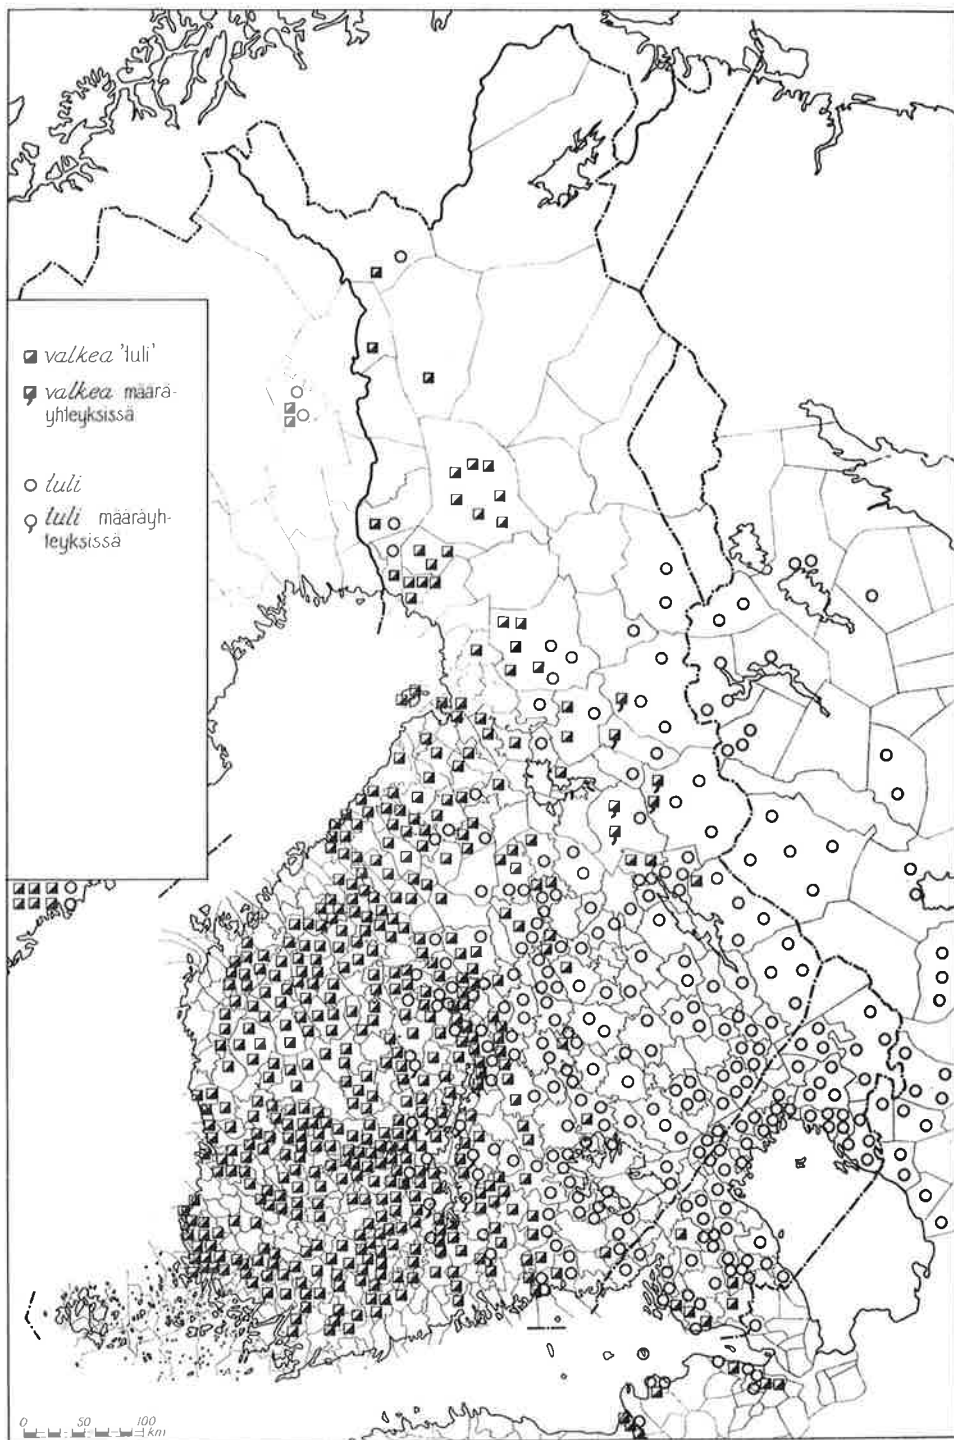 valkea 'tuli'
valkea määrä-
yhteyksissä
tuli
tuli määräyh-
teyksissä
0 50 100
km